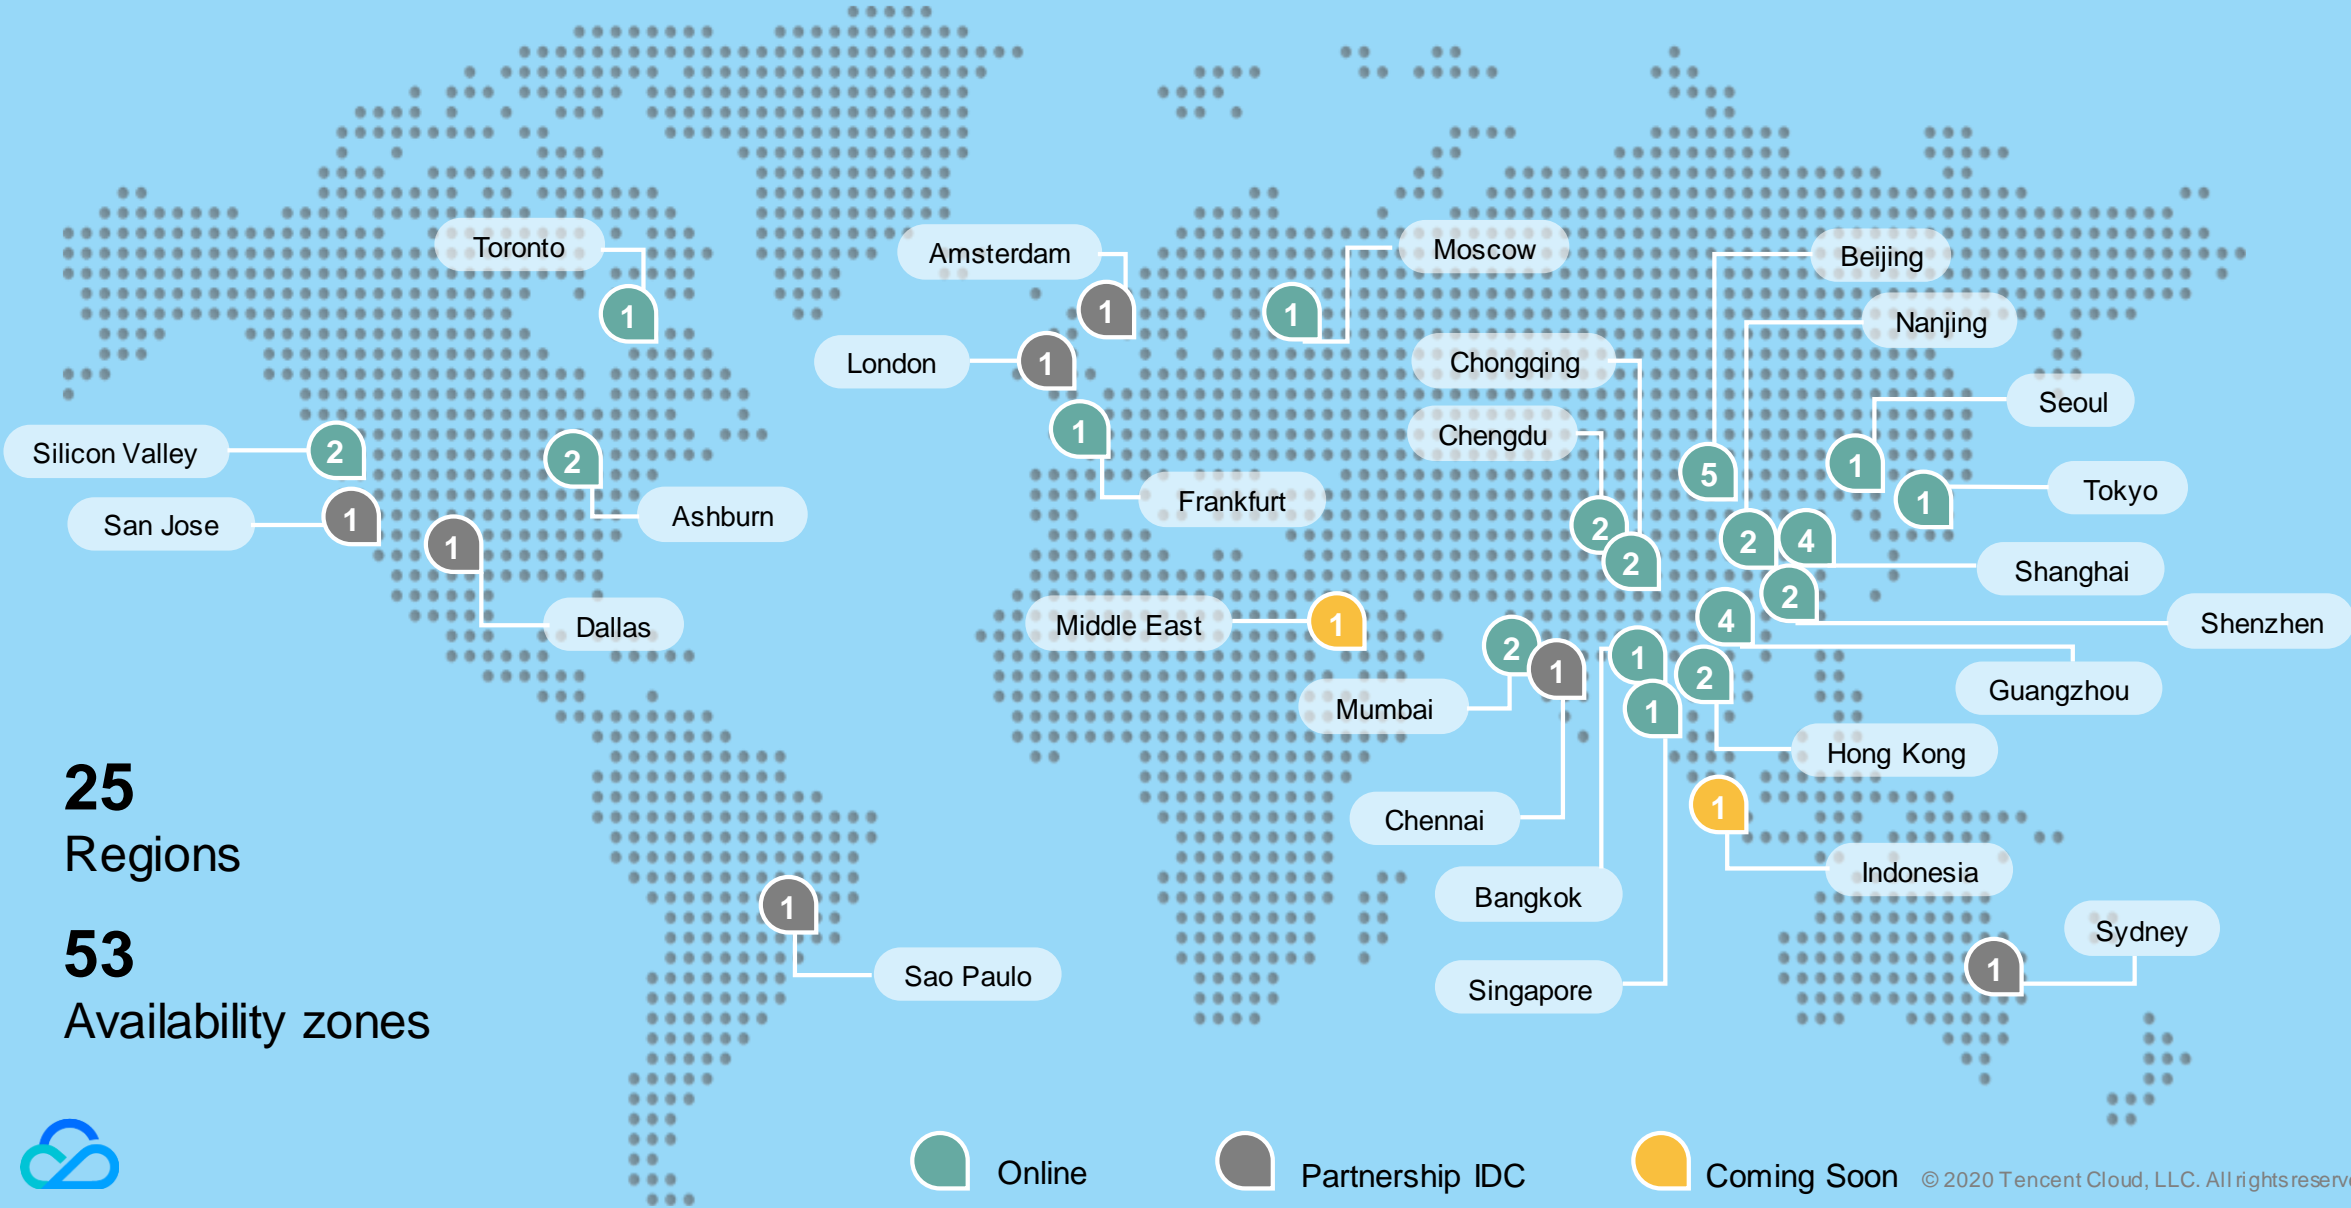 Toronto
1
Amsterdam
1
Moscow
1
Beijing
5
Nanjing
2
London
1
Chongqing
2
Chengdu
2
Seoul
1
Silicon Valley
2
Ashburn
2
Frankfurt
1
Tokyo
1
San Jose
1
Dallas
1
Shanghai
4
Shenzhen
2
Middle East
1
Guangzhou
4
Mumbai
2
Hong Kong
2
Chennai
1
Bangkok
1
Singapore
1
Indonesia
1
Sydney
1
Sao Paulo
1
25
Regions
53
Availability zones
Online
Partnership IDC
Coming Soon
© 2020 Tencent Cloud, LLC. All rights reserve